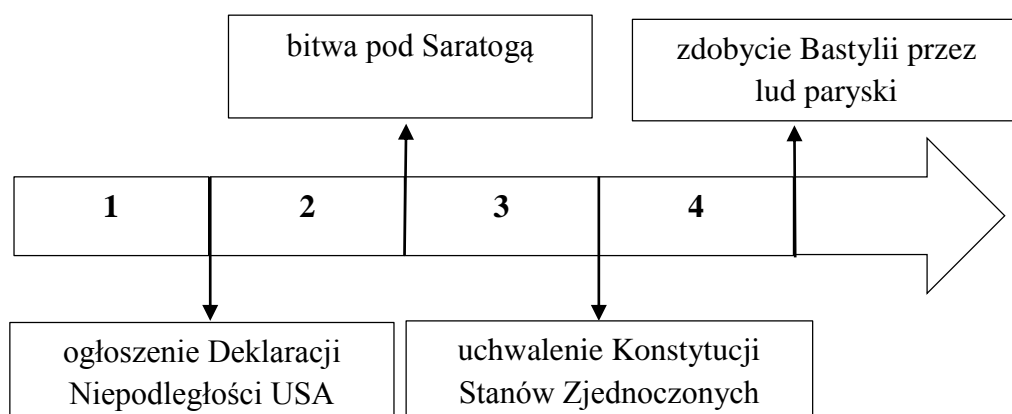 bitwa pod Saratogą
zdobycie Bastylii przez
lud paryski
1
2
3
4
ogłoszenie Deklaracji
Niepodległości USA
uchwalenie Konstytucji
Stanów Zjednoczonych